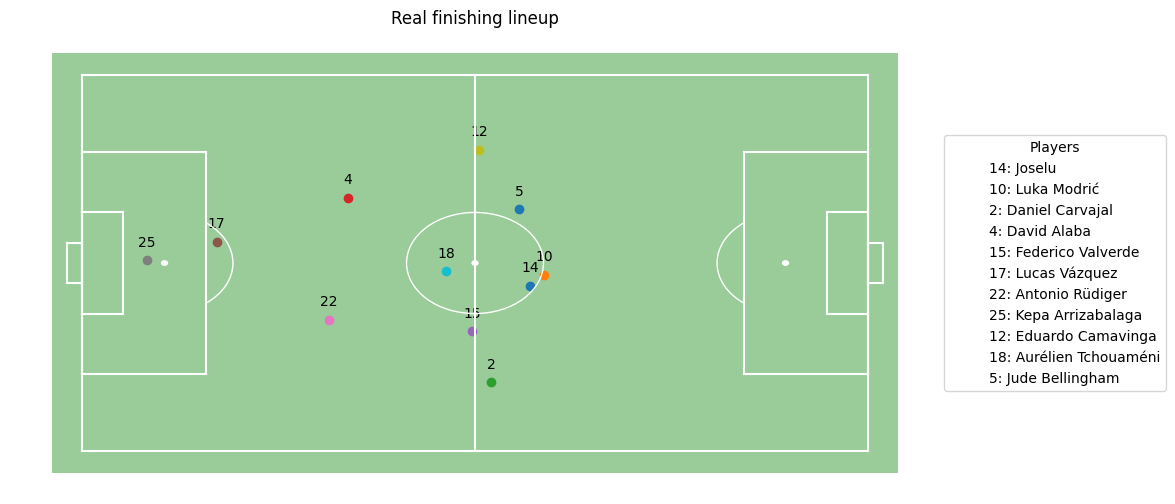 Real finishing lineup
12
4
5
17
25
18
10
14
22
15
2
Players
14: Joselu
10: Luka Modrić
2: Daniel Carvajal
4: David Alaba
15: Federico Valverde
17: Lucas Vázquez
22: Antonio Rüdiger
25: Kepa Arrizabalaga
12: Eduardo Camavinga
18: Aurélien Tchouaméni
5: Jude Bellingham